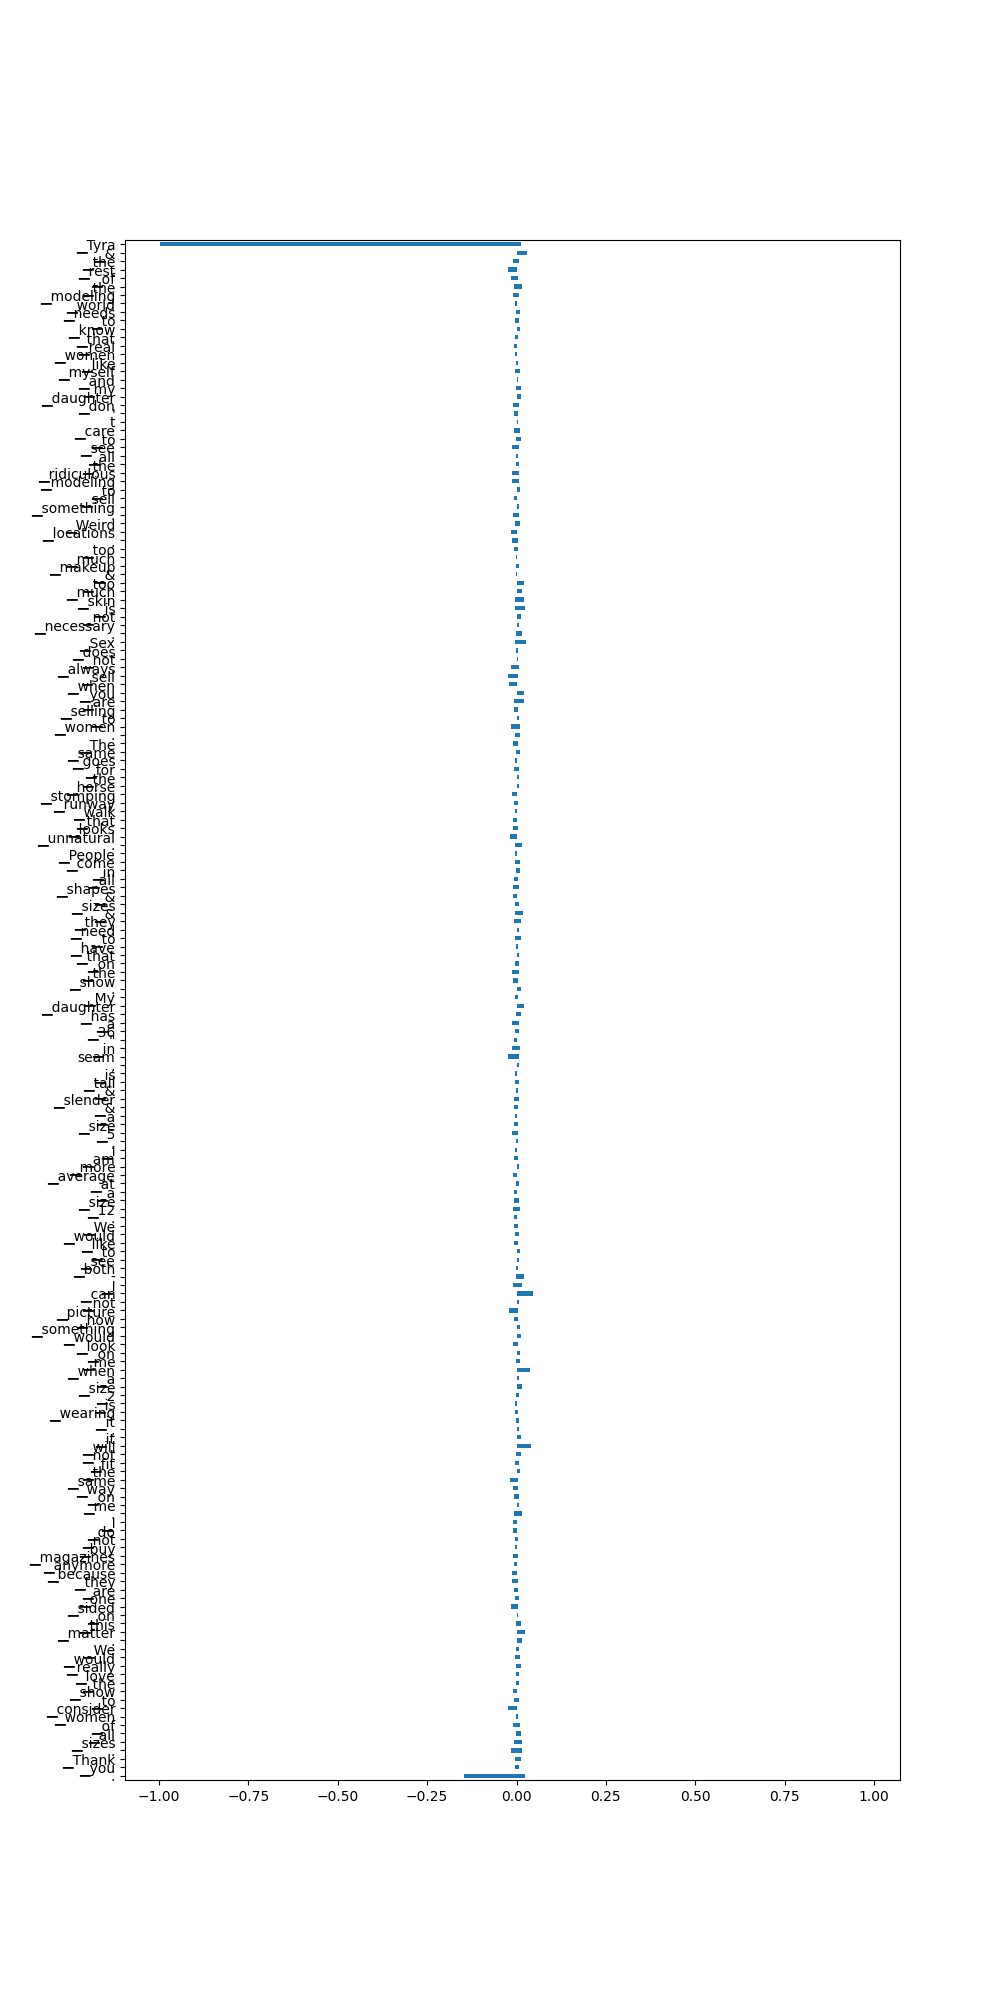 Tyra
_&
_the
_rest
_of
_the
_modeling
_world
_needs
_to
_know
_that
_real
_women
_like
_myself
_and
_my
_daughter
_don
'
t
_care
_to
_see
_all
_the
_ridiculous
_modeling
_to
_sell
_something
.
_Weird
_locations
,
_too
_much
_makeup
_&
_too
_much
_skin
_is
_not
_necessary
.
_Sex
_does
_not
_always
_sell
_when
_you
_are
_selling
_to
_women
.
_The
_same
_goes
_for
_the
_horse
_stomping
_runway
_walk
_that
_looks
_unnatural
.
_People
_come
_in
_all
_shapes
_&
_sizes
_&
_they
_need
_to
_have
_that
_on
_the
_show
.
_My
_daughter
_has
_a
_36
"
_in
seam
,
_is
_tall
_&
_slender
_&
_a
_size
_5
.
_I
_am
_more
_average
_at
_a
_size
_12
.
_We
_would
_like
_to
_see
_both
-
_I
_can
_not
_picture
_how
_something
_would
_look
_on
_me
_when
_a
_size
_2
_is
_wearing
_it
,
_it
_will
_not
_fit
_the
_same
_way
_on
_me
.
_I
_do
_not
_buy
_magazines
_anymore
_because
_they
_are
_one
_sided
_on
_this
_matter
.
_We
_would
_really
_love
_the
_show
_to
_consider
_women
_of
_all
_sizes
.
_Thank
_you
.
−1.00 −0.75 −0.50 −0.25 0.00 0.25 0.50 0.75 1.00